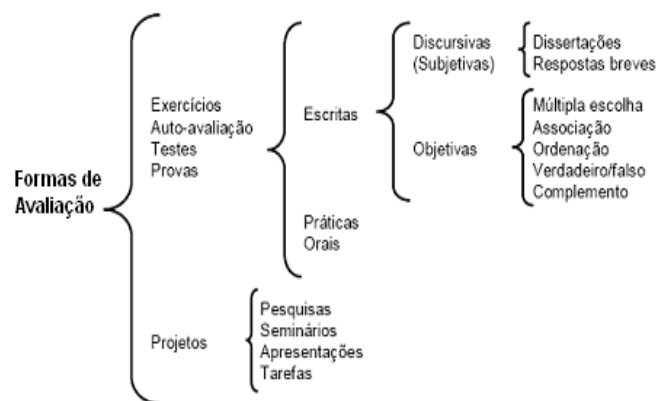 Formas de
Avaliação
Exercícios
Auto-avaliação
Testes
Provas
Escritas
Discursivas
(Subjetivas)
Dissertações
Respostas breves
Objetivas
Múltipla escolha
Associação
Ordenação
Verdadeiro/falso
Complemento
Práticas
Orais
Projetos
Pesquisas
Seminários
Apresentações
Tarefas